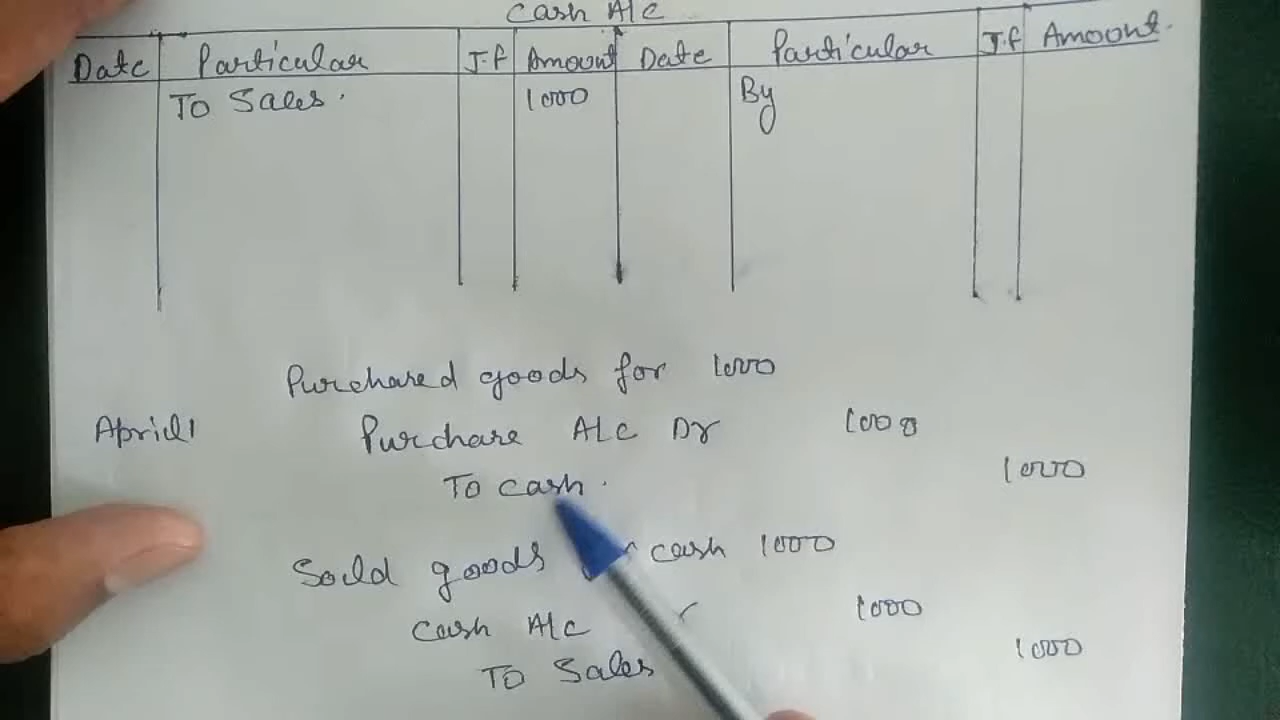 Cash A/c
Date Particular J.f Amount Date Particular J.f Amount
To Sales. 1000 By
Purchased goods for 1000
April 1 Purchase A/c Dr 1000
To cash. 1000
Sold goods cash 1000
Cash A/c 1000
To Sales 1000